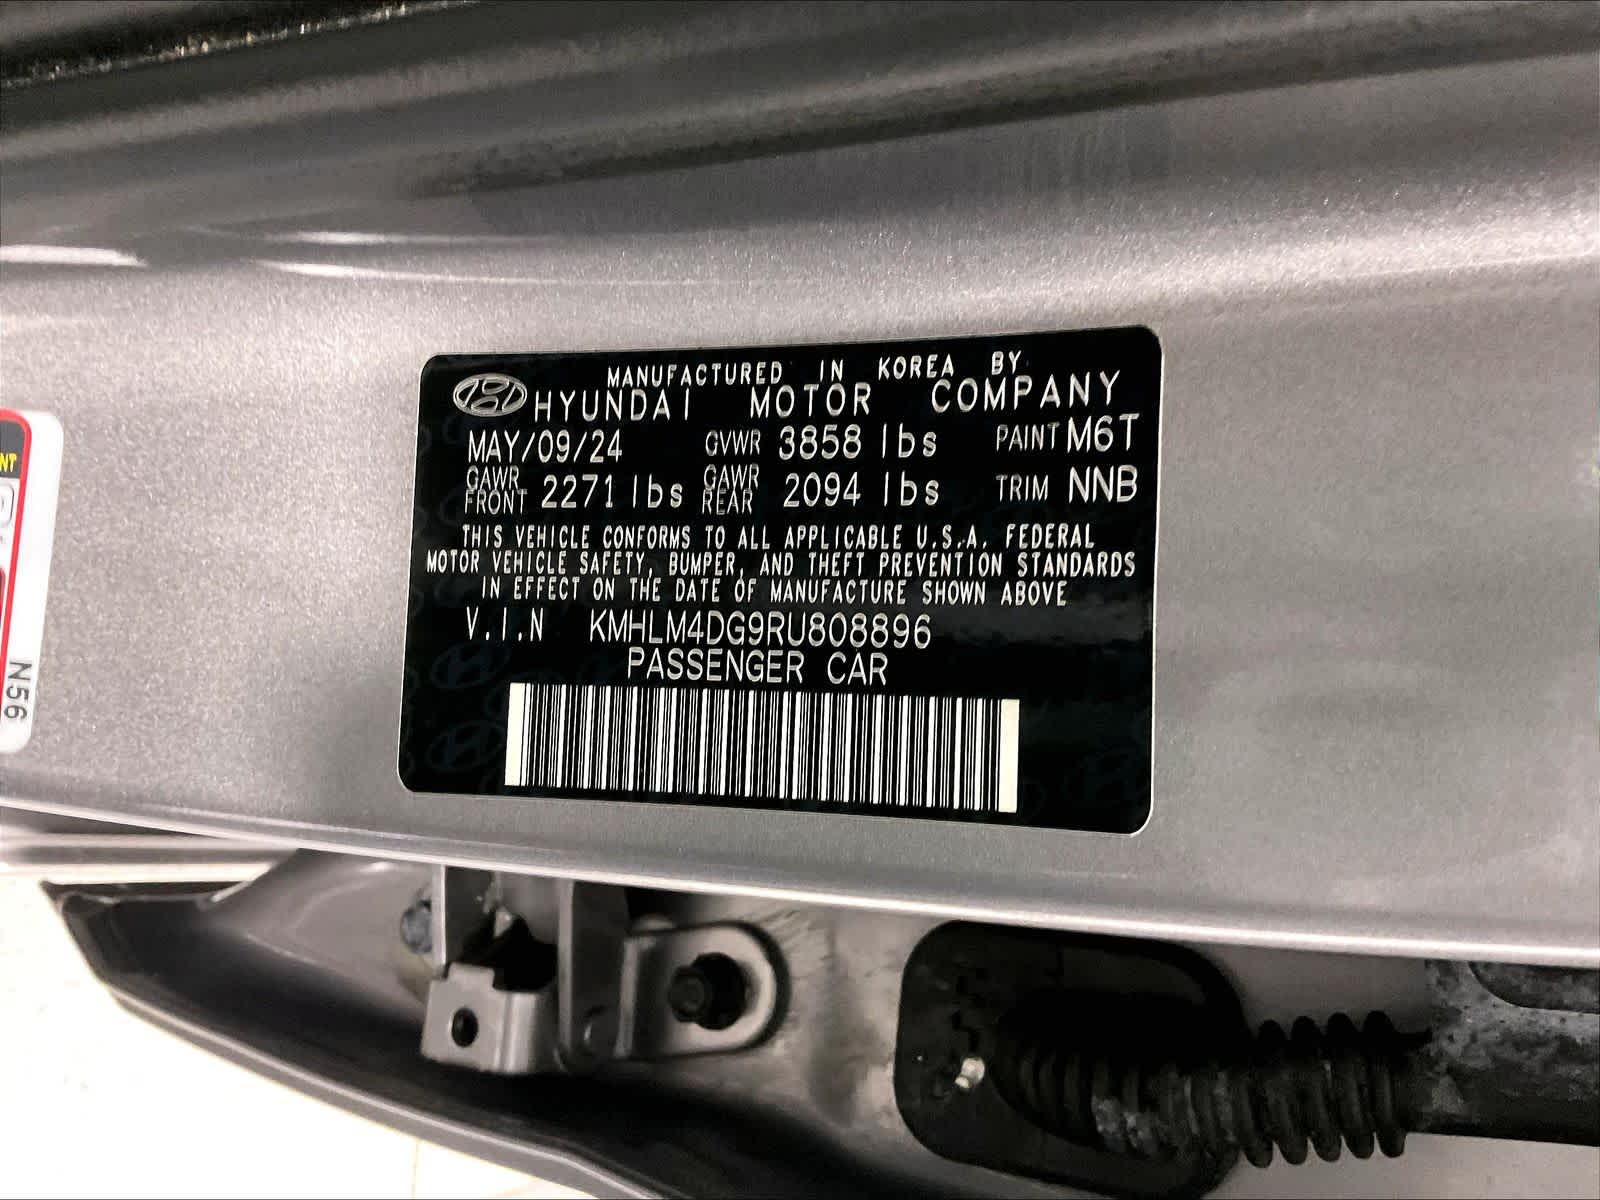 MANUFACTURED IN KOREA BY
HYUNDAI MOTOR COMPANY
MAY/09/24 GVWR 3858 lbs PAINT M6T
GAWR FRONT 2271 lbs GAWR REAR 2094 lbs TRIM NNB
THIS VEHICLE CONFORMS TO ALL APPLICABLE U.S.A. FEDERAL
MOTOR VEHICLE SAFETY, BUMPER, AND THEFT PREVENTION STANDARDS
IN EFFECT ON THE DATE OF MANUFACTURE SHOWN ABOVE
V.I.N KMHLM4DG9RU808896
PASSENGER CAR
NT
N56